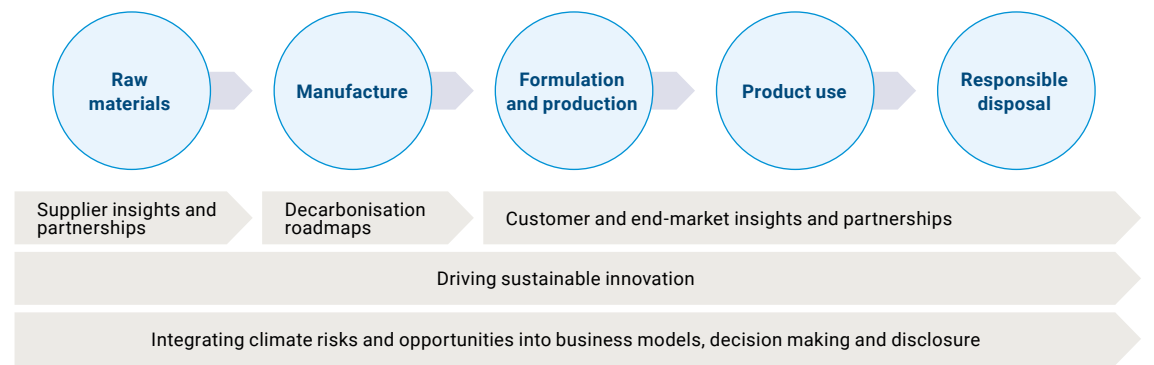 Raw
materials
Manufacture
Formulation
and production
Product use
Responsible
disposal
Supplier insights and
partnerships
Decarbonisation
roadmaps
Customer and end-market insights and partnerships
Driving sustainable innovation
Integrating climate risks and opportunities into business models, decision making and disclosure